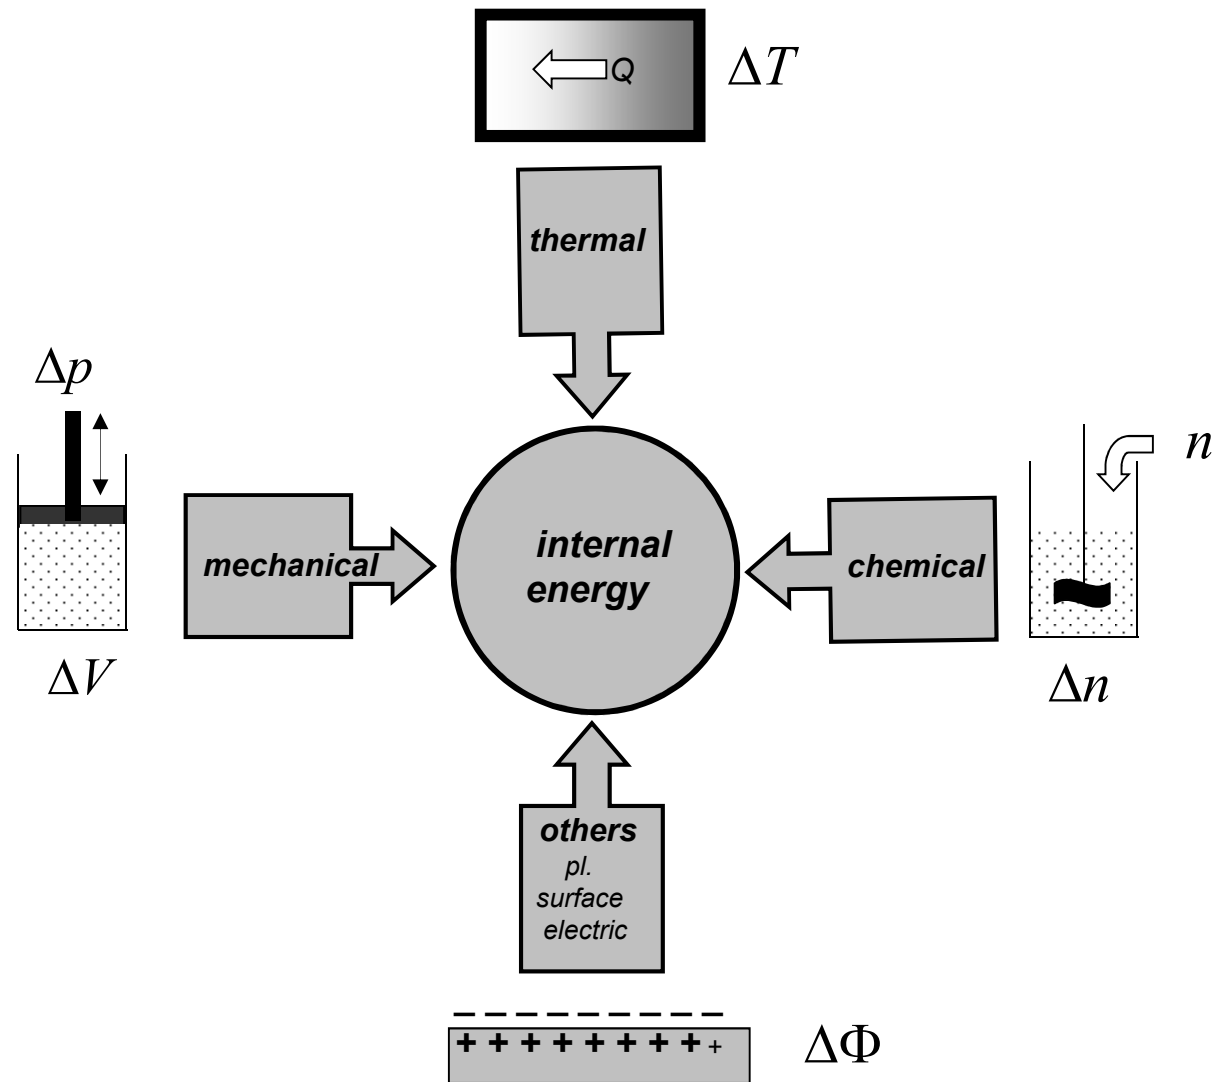 Q
ΔT
thermal
Δp
n
internal
energy
mechanical
chemical
ΔV
Δn
others
pl.
surface
electric
– – – – – – – – –
+ + + + + + + + +
ΔΦ